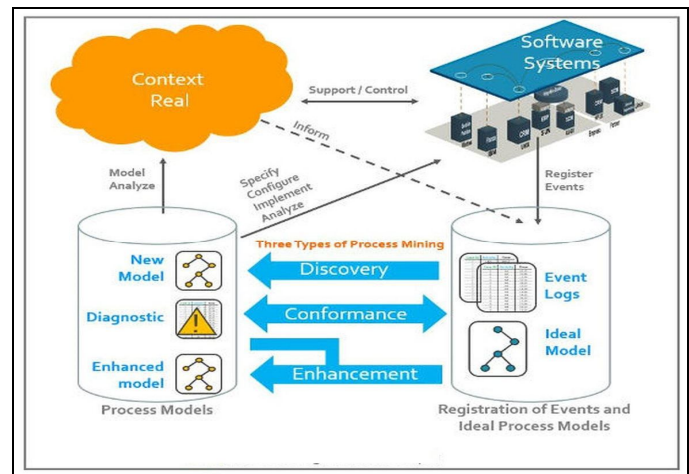 Context
Real
Software
Systems
Support / Control
Inform
Model
Analyze
Specify
Configure
Implement
Analyze
Register
Events
Three Types of Process Mining
New
Model
Discovery
Event
Logs
Diagnostic
Conformance
Ideal
Model
Enhanced
model
Enhancement
Process Models
Registration of Events and
Ideal Process Models